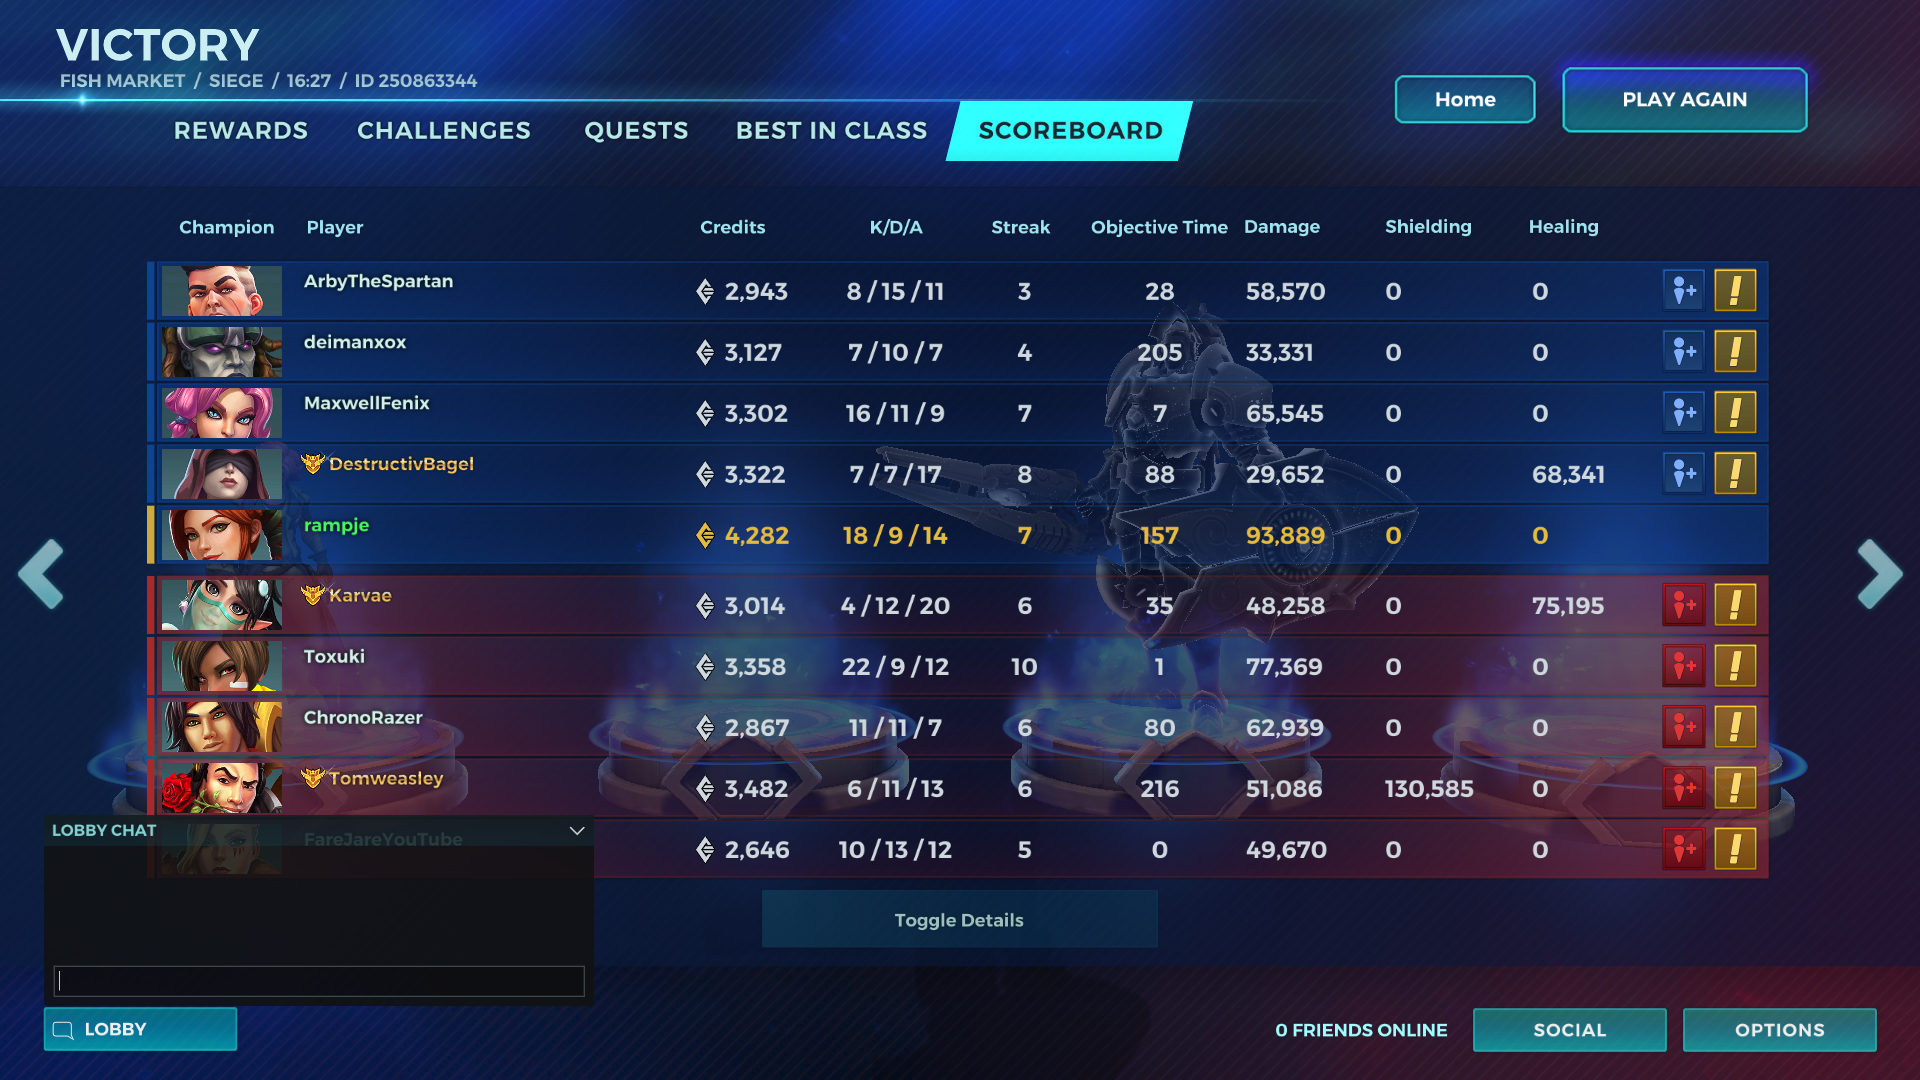 VICTORY
FISH MARKET / SIEGE / 16:27 / ID 250863344
Home
PLAY AGAIN
REWARDS CHALLENGES QUESTS BEST IN CLASS SCOREBOARD
Champion Player Credits K/D/A Streak Objective Time Damage Shielding Healing
ArbyTheSpartan 2,943 8 / 15 / 11 3 28 58,570 0 0
deimanxox 3,127 7 / 10 / 7 4 205 33,331 0 0
MaxwellFenix 3,302 16 / 11 / 9 7 7 65,545 0 0
DestructivBagel 3,322 7 / 7 / 17 8 88 29,652 0 68,341
rampje 4,282 18 / 9 / 14 7 157 93,889 0 0
Karvae 3,014 4 / 12 / 20 6 35 48,258 0 75,195
Toxuki 3,358 22 / 9 / 12 10 1 77,369 0 0
ChronoRazer 2,867 11 / 11 / 7 6 80 62,939 0 0
Tomweasley 3,482 6 / 11 / 13 6 216 51,086 130,585 0
FareJareYouTube 2,646 10 / 13 / 12 5 0 49,670 0 0
LOBBY CHAT
Toggle Details
LOBBY
0 FRIENDS ONLINE
SOCIAL
OPTIONS